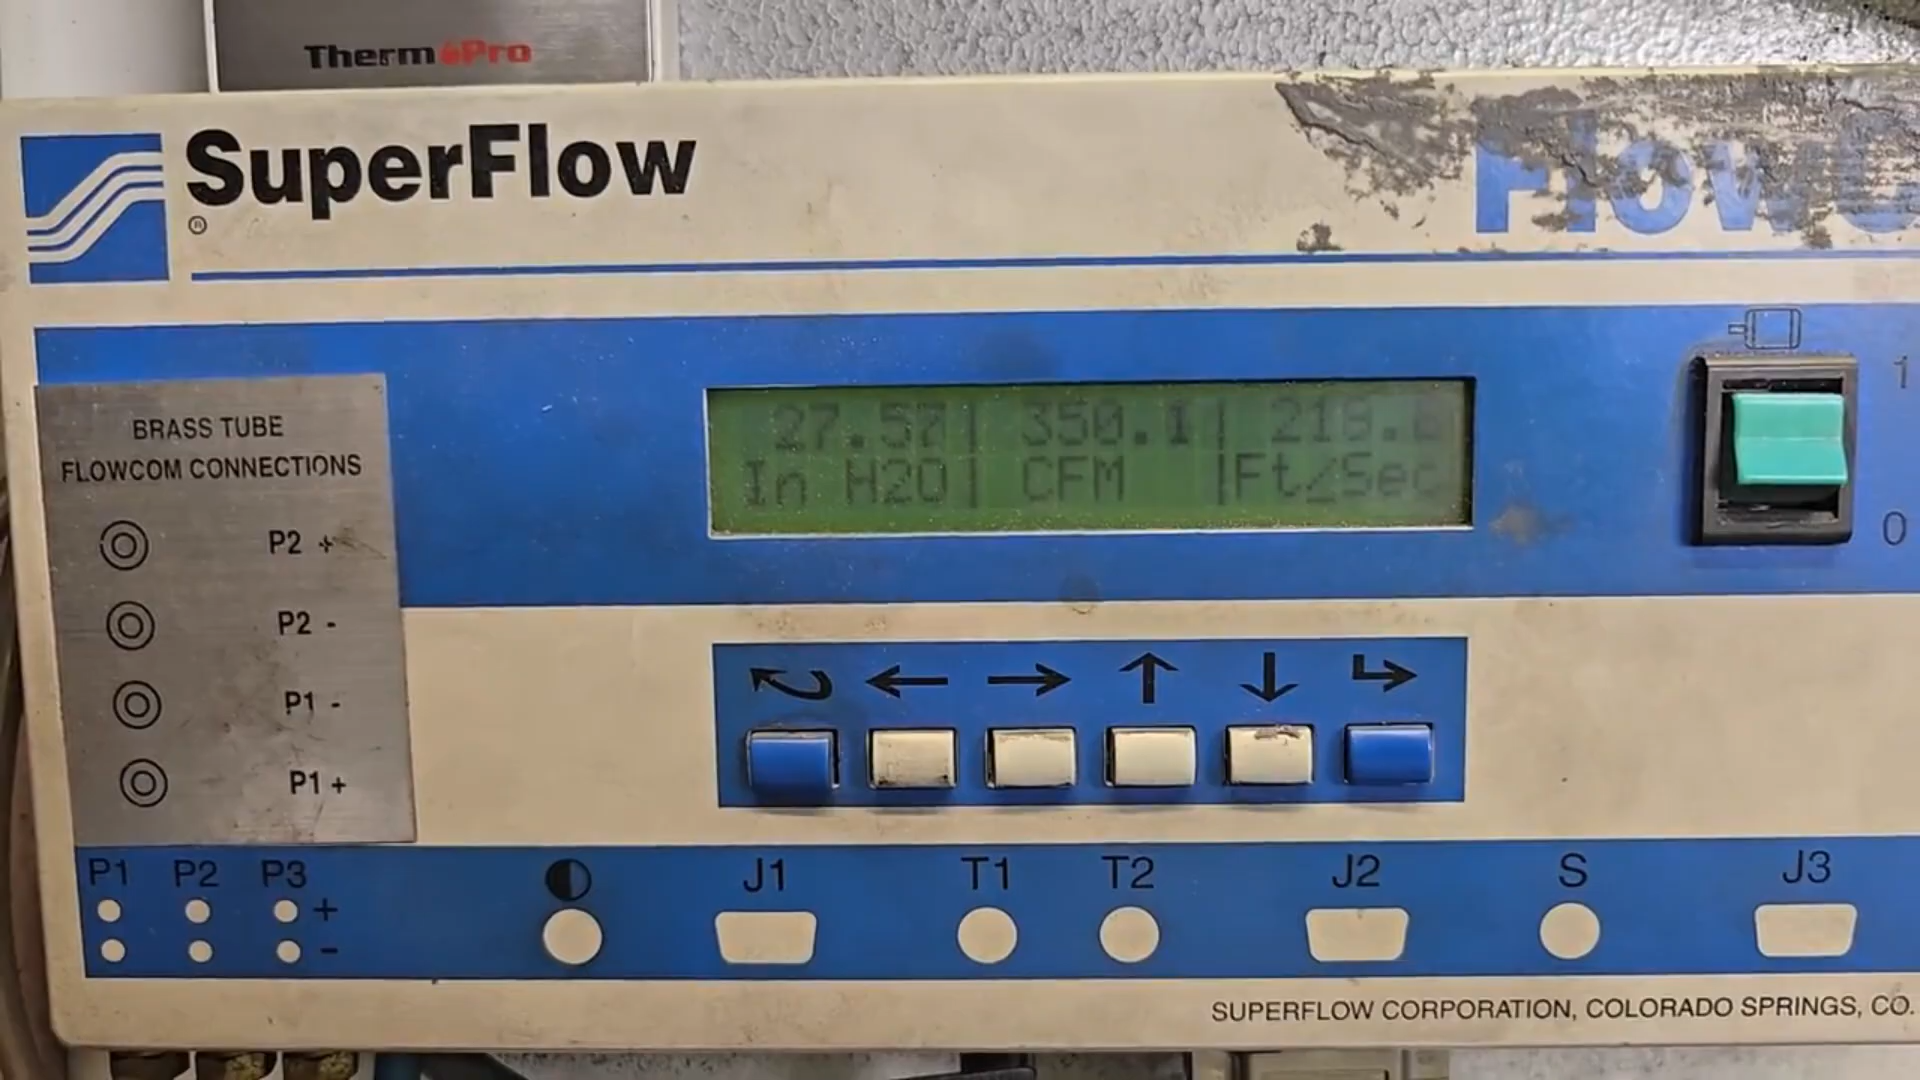 ThermoPro
SuperFlow
®
Flow
27.57| 350.1|
In H2O| CFM |Ft/Sec
1
0
BRASS TUBE
FLOWCOM CONNECTIONS
P2 +
P2 -
P1 -
P1 +
P1 P2 P3
+
-
J1 T1 T2 J2 S J3
SUPERFLOW CORPORATION, COLORADO SPRINGS, CO.